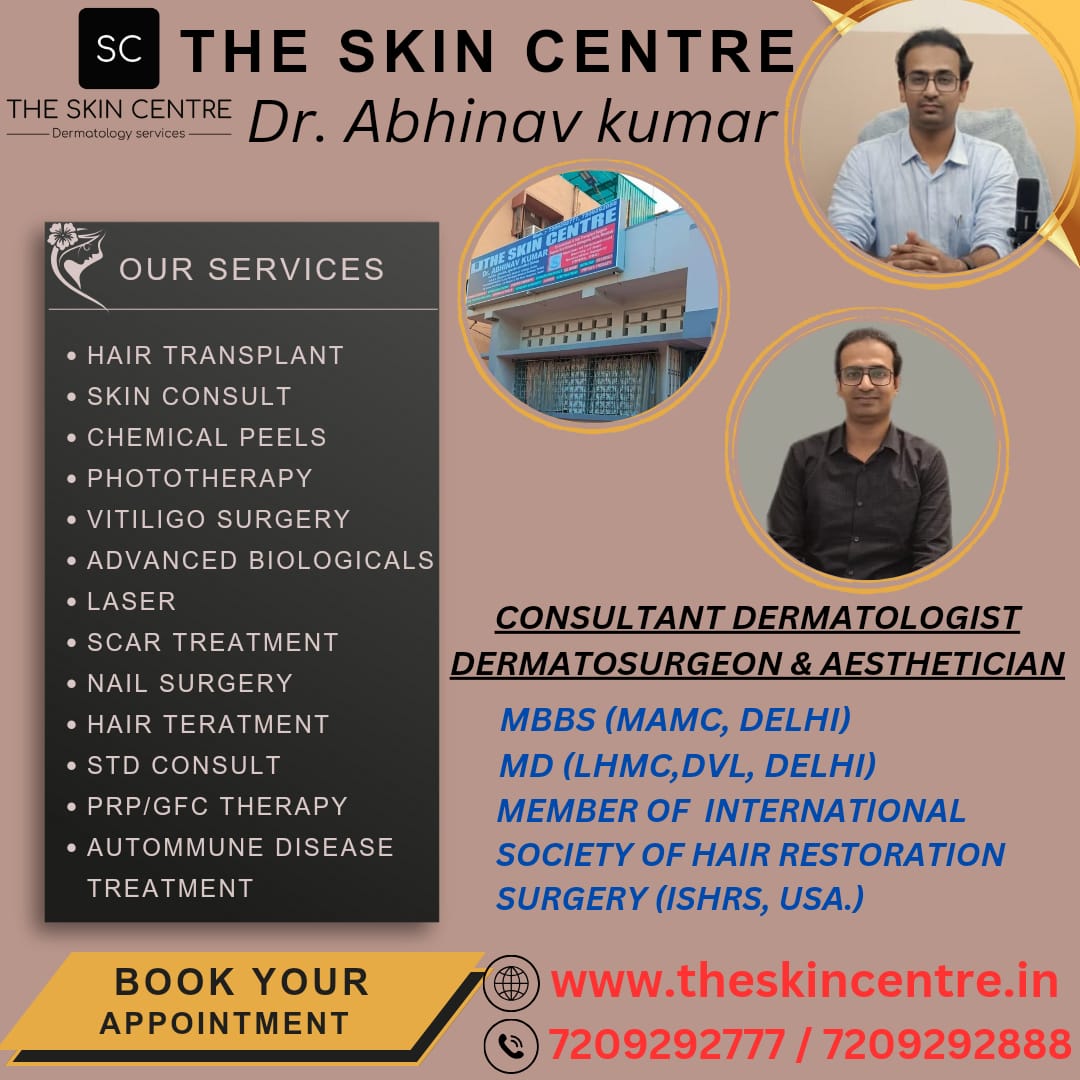 SC
THE SKIN CENTRE
Dermatology services
THE SKIN CENTRE
Dr. Abhinav kumar
THE SKIN CENTRE
Dr. ABHINAV KUMAR
OUR SERVICES
• HAIR TRANSPLANT
• SKIN CONSULT
• CHEMICAL PEELS
• PHOTOTHERAPY
• VITILIGO SURGERY
• ADVANCED BIOLOGICALS
• LASER
• SCAR TREATMENT
• NAIL SURGERY
• HAIR TERATMENT
• STD CONSULT
• PRP/GFC THERAPY
• AUTOMMUNE DISEASE
TREATMENT
CONSULTANT DERMATOLOGIST
DERMATOSURGEON & AESTHETICIAN
MBBS (MAMC, DELHI)
MD (LHMC,DVL, DELHI)
MEMBER OF INTERNATIONAL
SOCIETY OF HAIR RESTORATION
SURGERY (ISHRS, USA.)
BOOK YOUR
APPOINTMENT
www.theskincentre.in
7209292777 / 7209292888